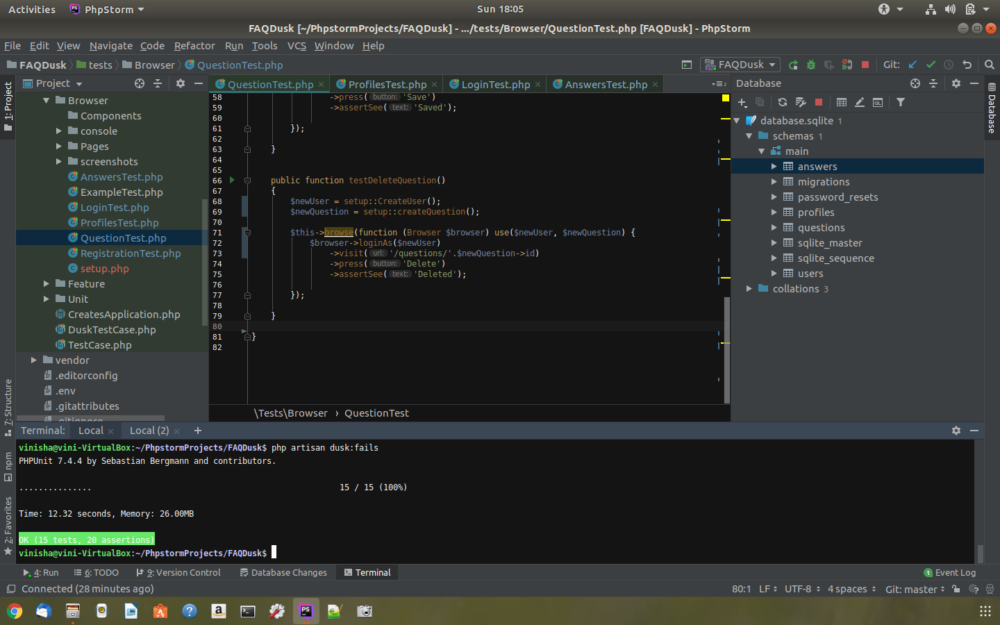 Activities PhpStorm Sun 18:05
FAQDusk [~/PhpstormProjects/FAQDusk] - .../tests/Browser/QuestionTest.php [FAQDusk] - PhpStorm
File Edit View Navigate Code Refactor Run Tools VCS Window Help
FAQDusk tests Browser QuestionTest.php FAQDusk Git:
1: Project
7: Structure
npm
2: Favorites
Project
Browser
Components
console
Pages
screenshots
AnswersTest.php
ExampleTest.php
LoginTest.php
ProfilesTest.php
QuestionTest.php
RegistrationTest.php
setup.php
Feature
Unit
CreatesApplication.php
DuskTestCase.php
TestCase.php
vendor
.editorconfig
.env
.gitattributes
.gitignore
QuestionTest.php × ProfilesTest.php × LoginTest.php × AnswersTest.php × 2
58 ->press( button: 'Save')
59 ->assertSee( text: 'Saved');
60
61 });
62
63 }
64
65
66 public function testDeleteQuestion()
67 {
68 $newUser = setup::CreateUser();
69 $newQuestion = setup::createQuestion();
70
71 $this->browse(function (Browser $browser) use($newUser, $newQuestion) {
72 $browser->loginAs($newUser)
73 ->visit( url: '/questions/'.$newQuestion->id)
74 ->press( button: 'Delete')
75 ->assertSee( text: 'Deleted');
76
77 });
78
79 }
80
81 }
82
\Tests\Browser › QuestionTest
Database
QL
database.sqlite 1
schemas 1
main
answers
migrations
password_resets
profiles
questions
sqlite_master
sqlite_sequence
users
collations 3
Database
Terminal: Local × Local (2) × +
vinisha@vini-VirtualBox:~/PhpstormProjects/FAQDusk$ php artisan dusk:fails
PHPUnit 7.4.4 by Sebastian Bergmann and contributors.
............... 15 / 15 (100%)
Time: 12.32 seconds, Memory: 26.00MB
OK (15 tests, 20 assertions)
vinisha@vini-VirtualBox:~/PhpstormProjects/FAQDusk$
4: Run 6: TODO 9: Version Control Database Changes Terminal 1 Event Log
Connected (28 minutes ago) 80:1 LF UTF-8 4 spaces Git: master
PS